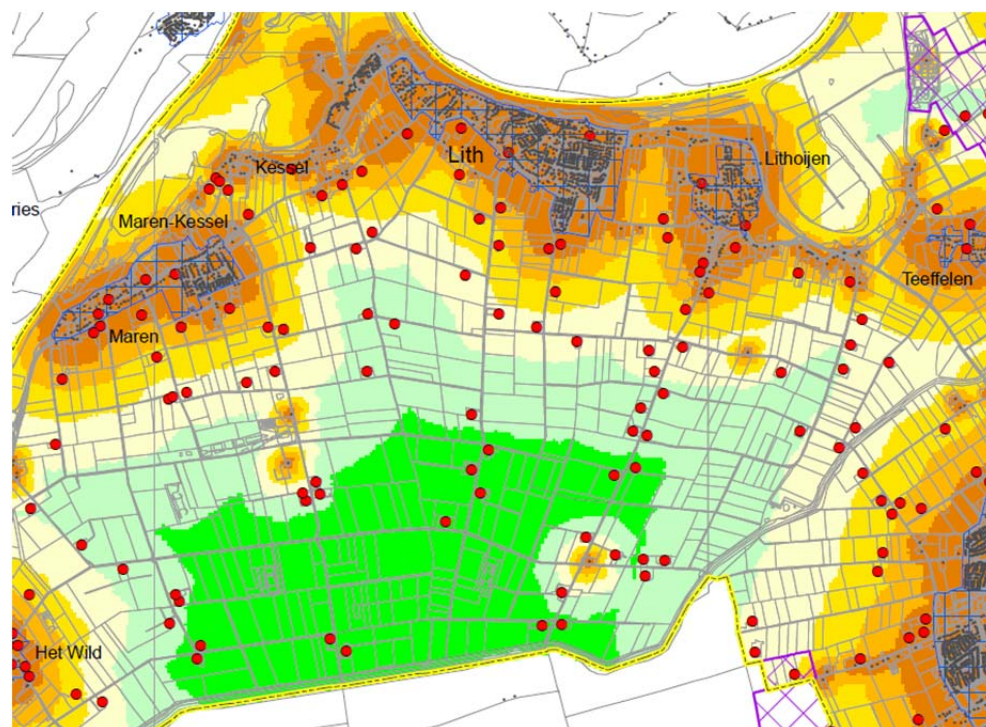 Kessel
Lith
Lithoijen
ries
Maren-Kessel
Teeffelen
Maren
Het Wild